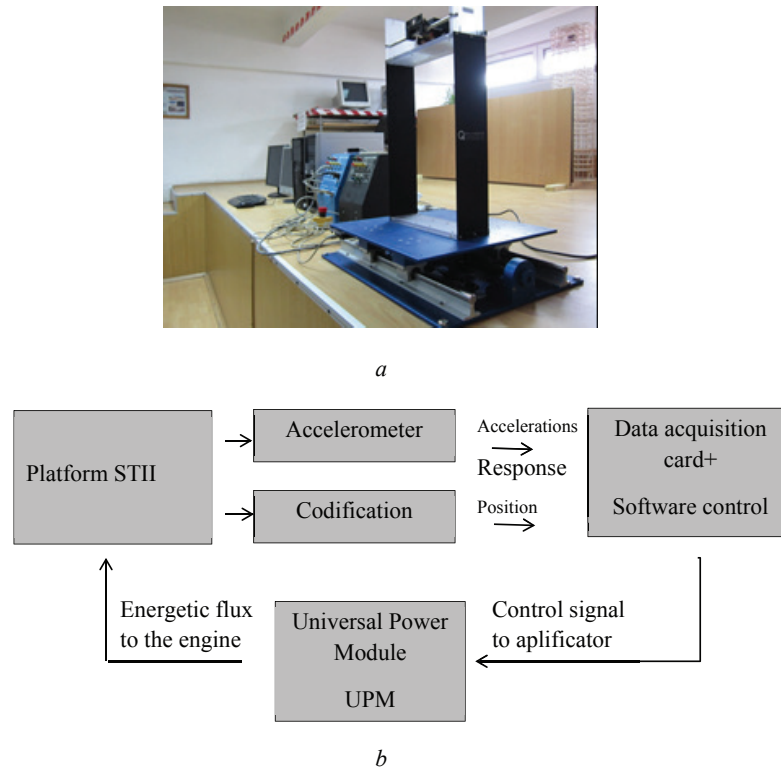 a
Platform STII
Accelerometer
Codification
Accelerations
Response
Position
Data acquisition
card+
Software control
Energetic flux
to the engine
Universal Power
Module
UPM
Control signal
to aplificator
b